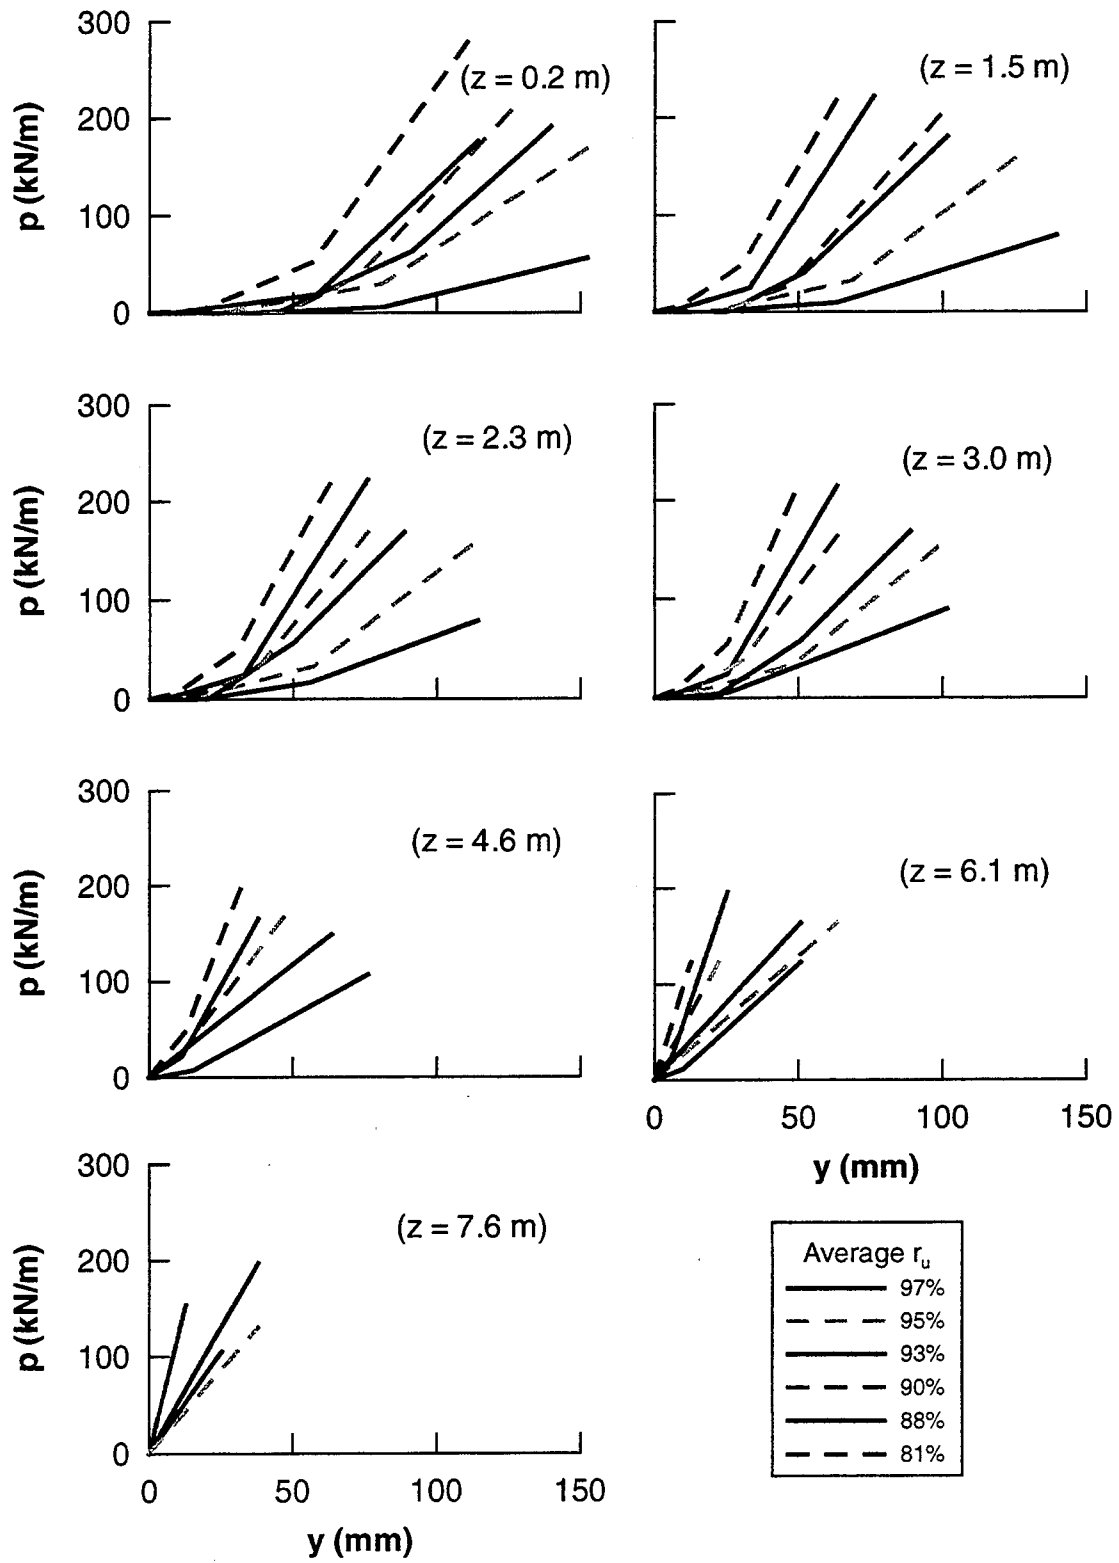 300
200
100
0
p (kN/m)
(z = 0.2 m)
(z = 1.5 m)
300
200
100
0
p (kN/m)
(z = 2.3 m)
(z = 3.0 m)
300
200
100
0
p (kN/m)
(z = 4.6 m)
(z = 6.1 m)
0 50 100 150
y (mm)
300
200
100
0
p (kN/m)
(z = 7.6 m)
0 50 100 150
y (mm)
Average r_u
97%
95%
93%
90%
88%
81%